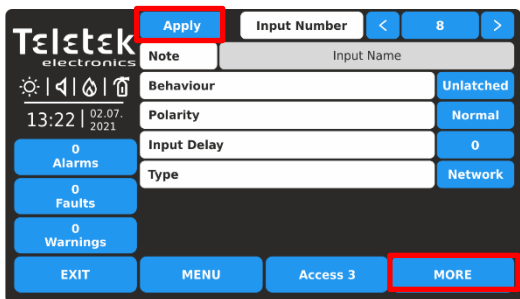 Teletek
electronics
13:22 02.07.
2021
0
Alarms
0
Faults
0
Warnings
EXIT
Apply Input Number < 8 >
Note Input Name
Behaviour Unlatched
Polarity Normal
Input Delay 0
Type Network
MENU Access 3 MORE